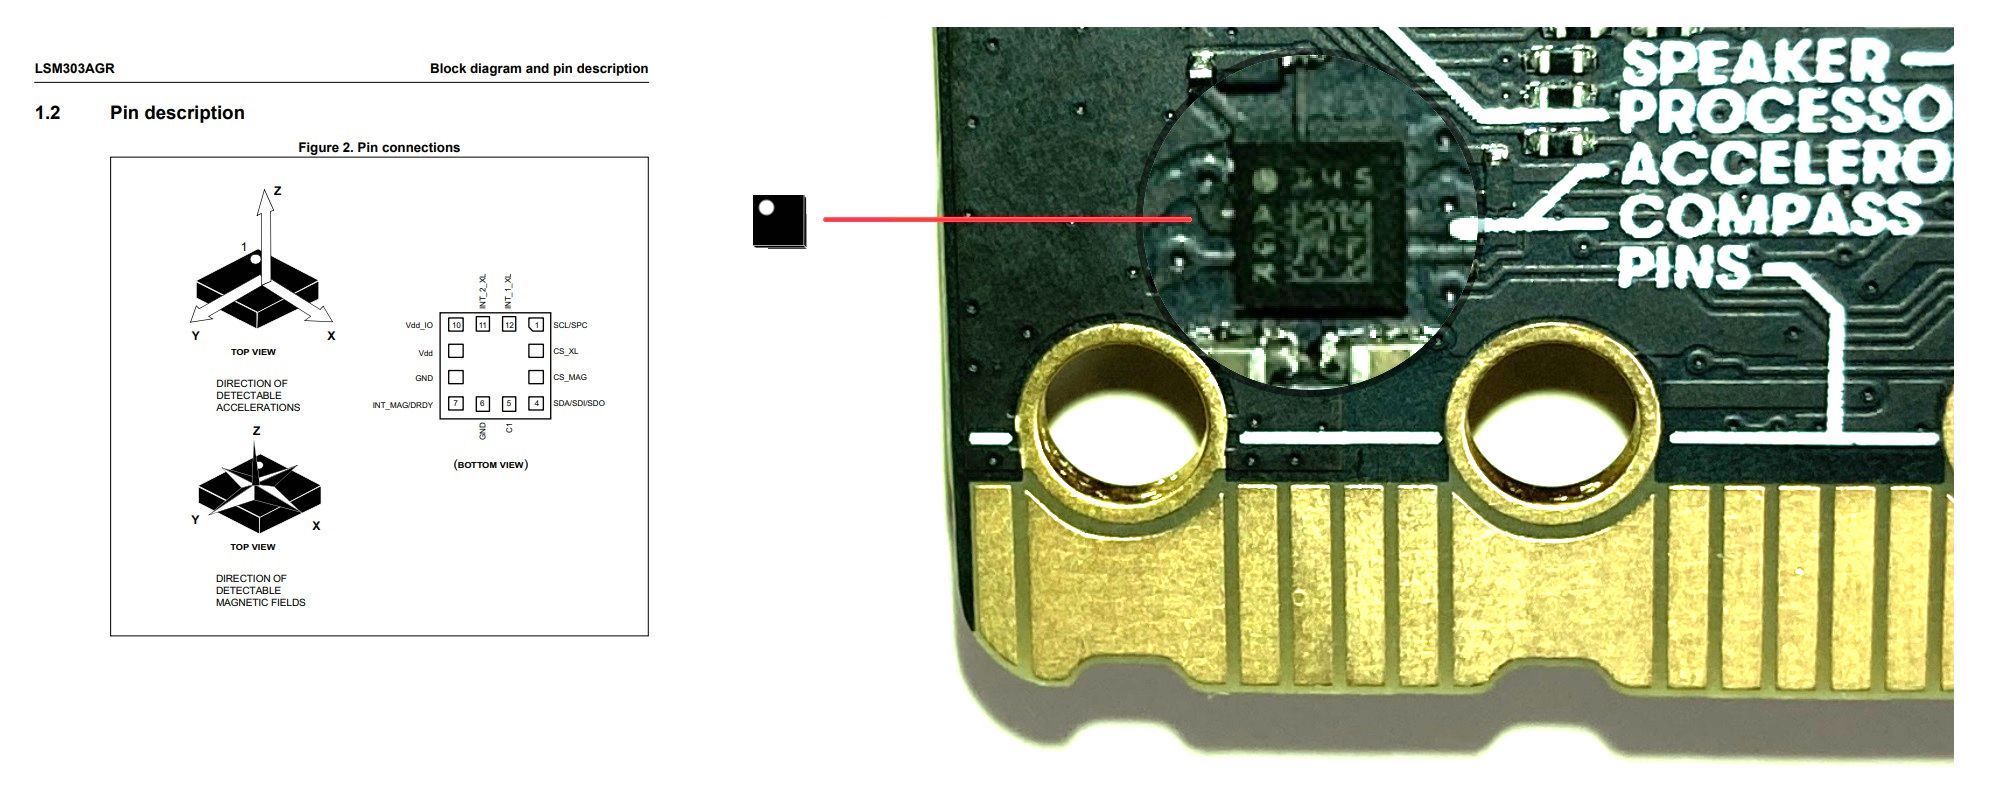 LSM303AGR Block diagram and pin description
1.2 Pin description
Figure 2. Pin connections
Z
1
Y
X
TOP VIEW
DIRECTION OF
DETECTABLE
ACCELERATIONS
Z
Y
X
TOP VIEW
DIRECTION OF
DETECTABLE
MAGNETIC FIELDS
INT_2_XL
INT_1_XL
Vdd_IO 10 11 12 1 SCL/SPC
Vdd CS_XL
GND CS_MAG
INT_MAG/DRDY 7 6 5 4 SDA/SDI/SDO
GND
C1
(BOTTOM VIEW)
SPEAKER
PROCESSO
ACCELERO
COMPASS
PINS